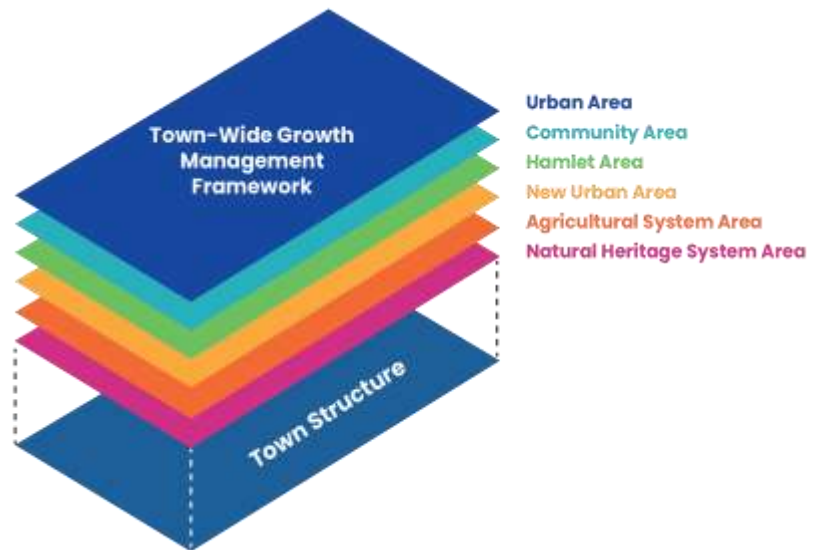 Town-Wide Growth
Management
Framework
Urban Area
Community Area
Hamlet Area
New Urban Area
Agricultural System Area
Natural Heritage System Area
Town Structure